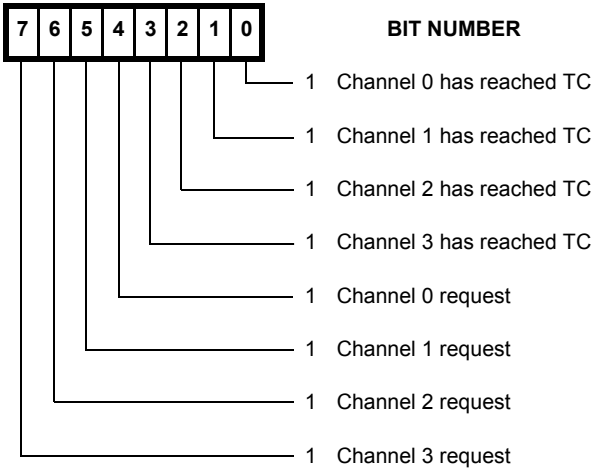 7 6 5 4 3 2 1 0 BIT NUMBER
1 Channel 0 has reached TC
1 Channel 1 has reached TC
1 Channel 2 has reached TC
1 Channel 3 has reached TC
1 Channel 0 request
1 Channel 1 request
1 Channel 2 request
1 Channel 3 request